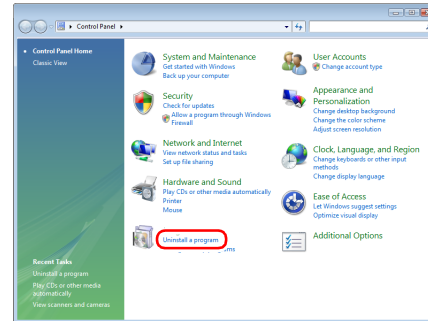 Control Panel
Control Panel Home
Classic View
System and Maintenance
Get started with Windows
Back up your computer
Security
Check for updates
Allow a program through Windows
Firewall
Network and Internet
View network status and tasks
Set up file sharing
Hardware and Sound
Play CDs or other media automatically
Printer
Mouse
Uninstall a program
User Accounts
Change account type
Appearance and
Personalization
Change desktop background
Change the color scheme
Adjust screen resolution
Clock, Language, and Region
Change keyboards or other input
methods
Change display language
Ease of Access
Let Windows suggest settings
Optimize visual display
Additional Options
Recent Tasks
Uninstall a program
Play CDs or other media
automatically
View scanners and cameras